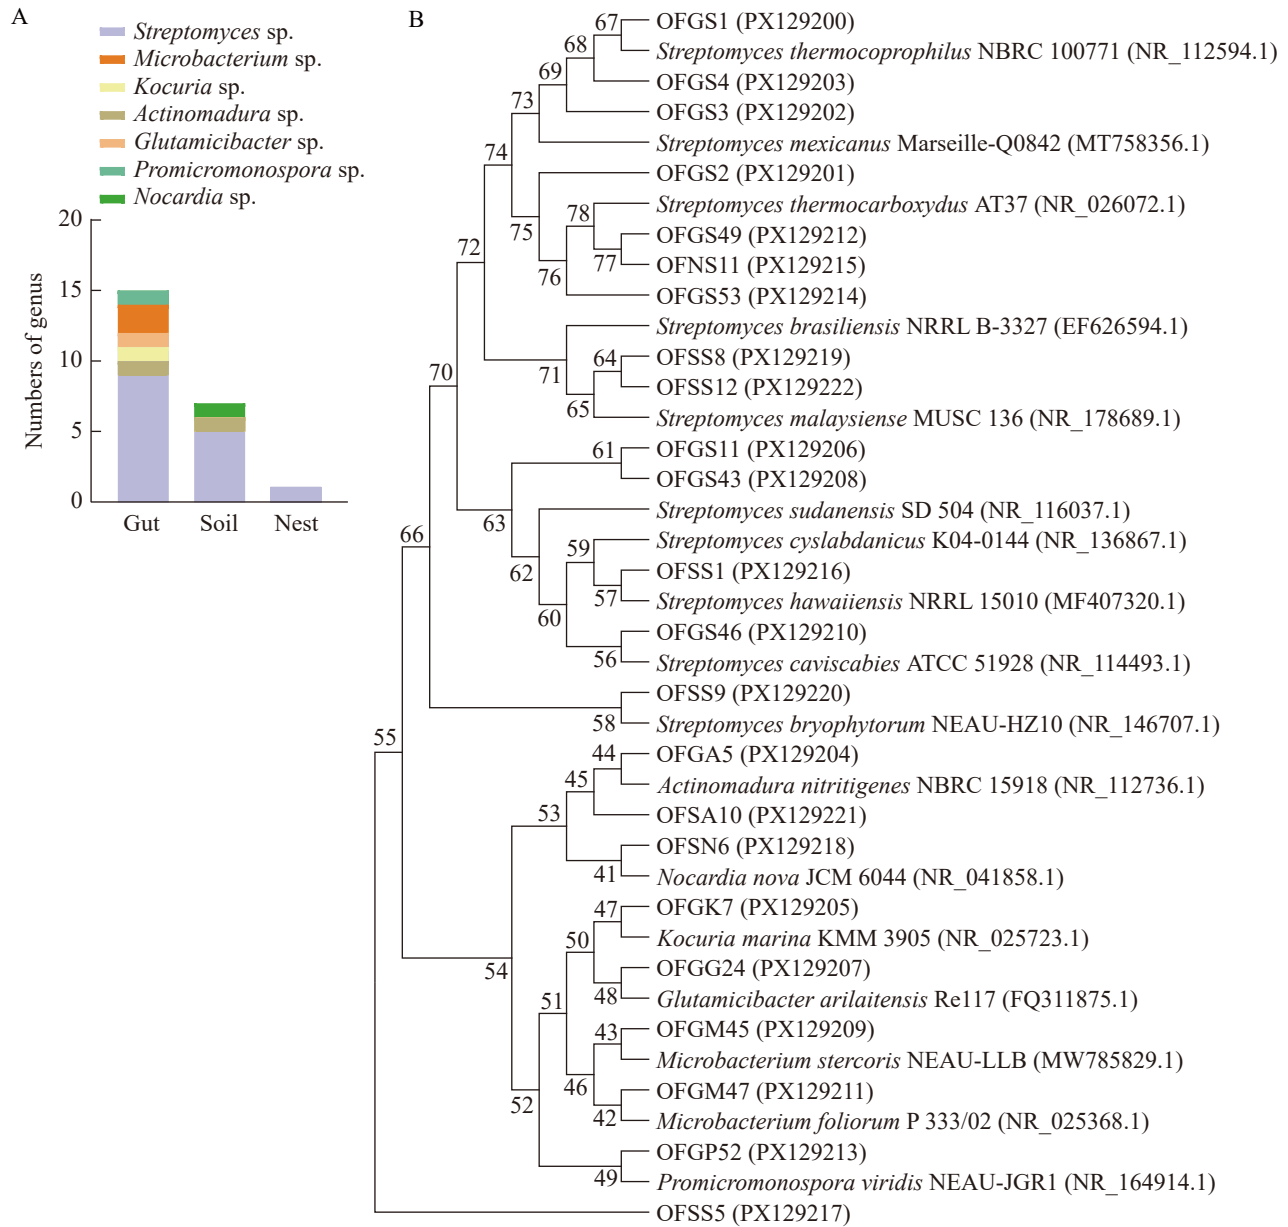 A
Streptomyces sp.
Microbacterium sp.
Kocuria sp.
Actinomadura sp.
Glutamicibacter sp.
Promicromonospora sp.
Nocardia sp.
Numbers of genus
20
15
10
5
0
Gut Soil Nest
B
67 OFGS1 (PX129200)
68 Streptomyces thermocoprophilus NBRC 100771 (NR_112594.1)
69 OFGS4 (PX129203)
73 OFGS3 (PX129202)
74 Streptomyces mexicanus Marseille-Q0842 (MT758356.1)
OFGS2 (PX129201)
78 Streptomyces thermocarboxydus AT37 (NR_026072.1)
72 75 OFGS49 (PX129212)
76 77 OFNS11 (PX129215)
OFGS53 (PX129214)
Streptomyces brasiliensis NRRL B-3327 (EF626594.1)
64 OFSS8 (PX129219)
70 71 OFSS12 (PX129222)
65 Streptomyces malaysiense MUSC 136 (NR_178689.1)
61 OFGS11 (PX129206)
OFGS43 (PX129208)
63 Streptomyces sudanensis SD 504 (NR_116037.1)
66 59 Streptomyces cyslabdanicus K04-0144 (NR_136867.1)
62 OFSS1 (PX129216)
57 Streptomyces hawaiiensis NRRL 15010 (MF407320.1)
60 OFGS46 (PX129210)
56 Streptomyces caviscabies ATCC 51928 (NR_114493.1)
OFSS9 (PX129220)
58 Streptomyces bryophytorum NEAU-HZ10 (NR_146707.1)
55 44 OFGA5 (PX129204)
45 Actinomadura nitritigenes NBRC 15918 (NR_112736.1)
53 OFSA10 (PX129221)
OFSN6 (PX129218)
41 Nocardia nova JCM 6044 (NR_041858.1)
47 OFGK7 (PX129205)
50 Kocuria marina KMM 3905 (NR_025723.1)
54 OFGG24 (PX129207)
51 48 Glutamicibacter arilaitensis Re117 (FQ311875.1)
43 OFGM45 (PX129209)
Microbacterium stercoris NEAU-LLB (MW785829.1)
46 OFGM47 (PX129211)
52 42 Microbacterium foliorum P 333/02 (NR_025368.1)
OFGP52 (PX129213)
49 Promicromonospora viridis NEAU-JGR1 (NR_164914.1)
OFSS5 (PX129217)